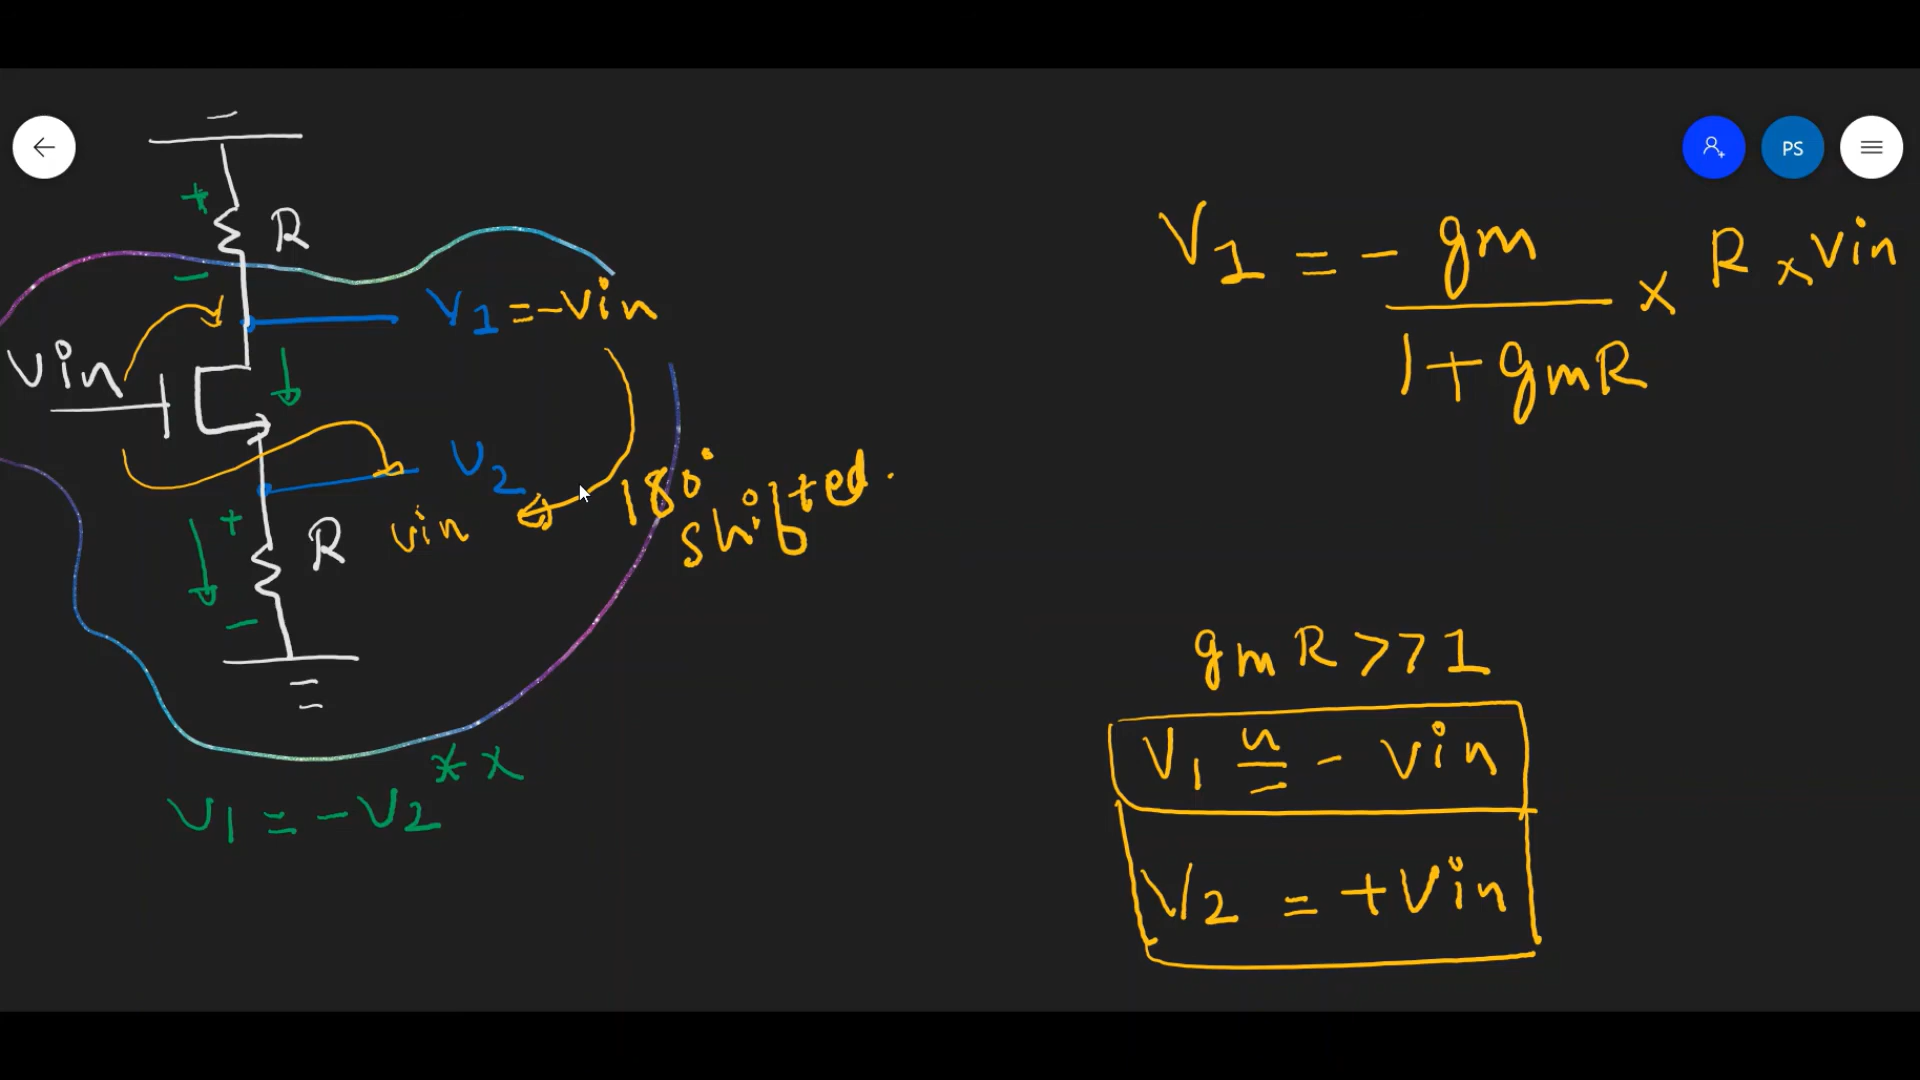 PS
R
V1 = -Vin
Vin
V2
Vin
180° shifted.
R
V1 = -V2 ** x
V1 = - gm / 1 + gmR x R x Vin
gmR >> 1
V1 ≅ - Vin
V2 = + Vin